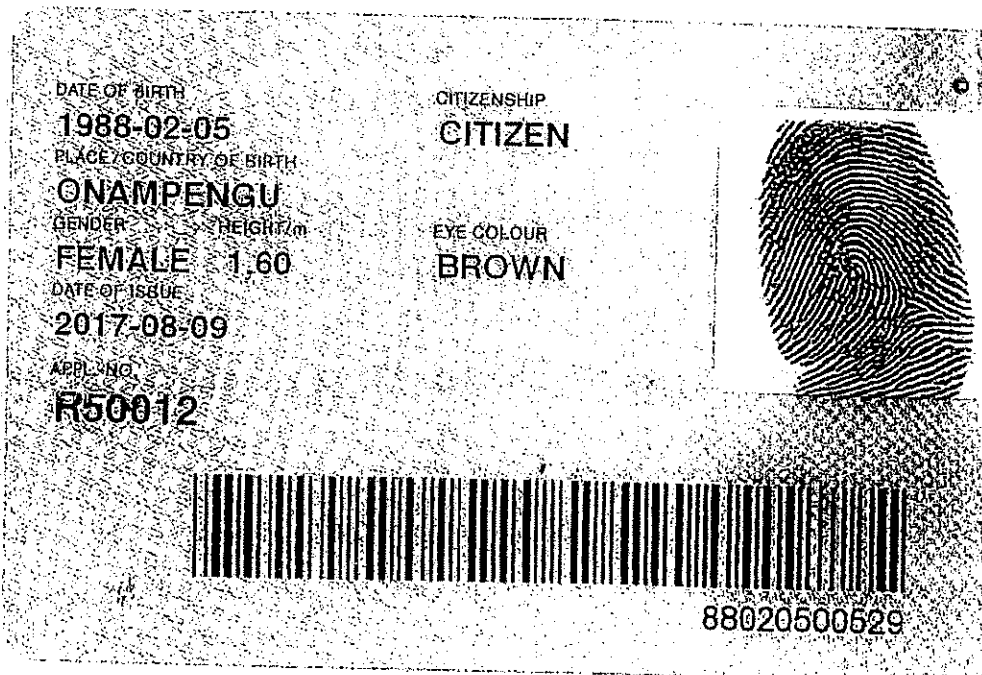 DATE OF BIRTH
1988-02-05
PLACE/COUNTRY OF BIRTH
ONAMPENGU
GENDER HEIGHT/m
FEMALE 1,60
DATE OF ISSUE
2017-08-09
APPL. NO.
R50012
CITIZENSHIP
CITIZEN
EYE COLOUR
BROWN
88020500529